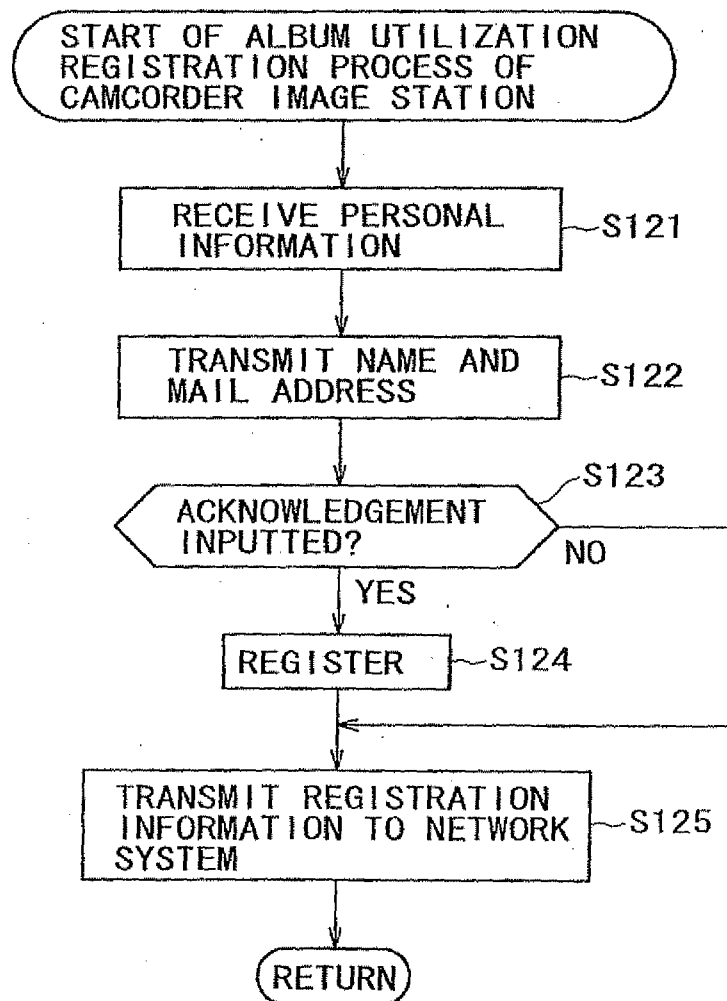 START OF ALBUM UTILIZATION
REGISTRATION PROCESS OF
CAMCORDER IMAGE STATION
RECEIVE PERSONAL
INFORMATION
S121
TRANSMIT NAME AND
MAIL ADDRESS
S122
S123
ACKNOWLEDGEMENT
INPUTTED?
NO
YES
REGISTER
S124
TRANSMIT REGISTRATION
INFORMATION TO NETWORK
SYSTEM
S125
RETURN